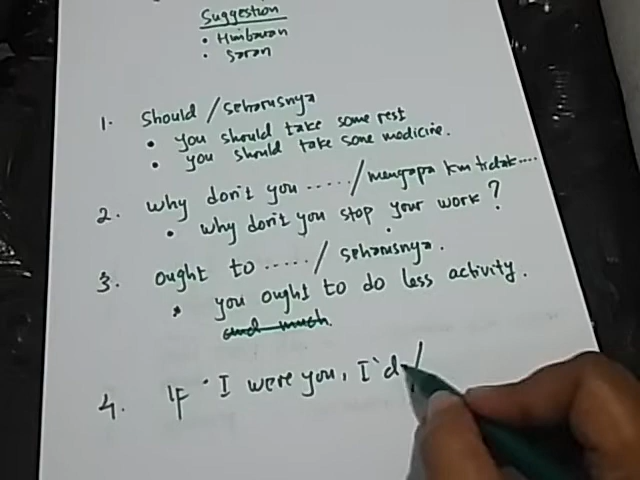 Suggestion
• Himbauan
• Saran
1. Should / seharusnya
• you should take some rest
• you should take some medicine.
2. why don't you ...... / mengapa km tidak....
• why don't you stop your work ?
3. ought to ...... / seharusnya.
• you ought to do less activity.
and much.
4. If I were you, I'd /